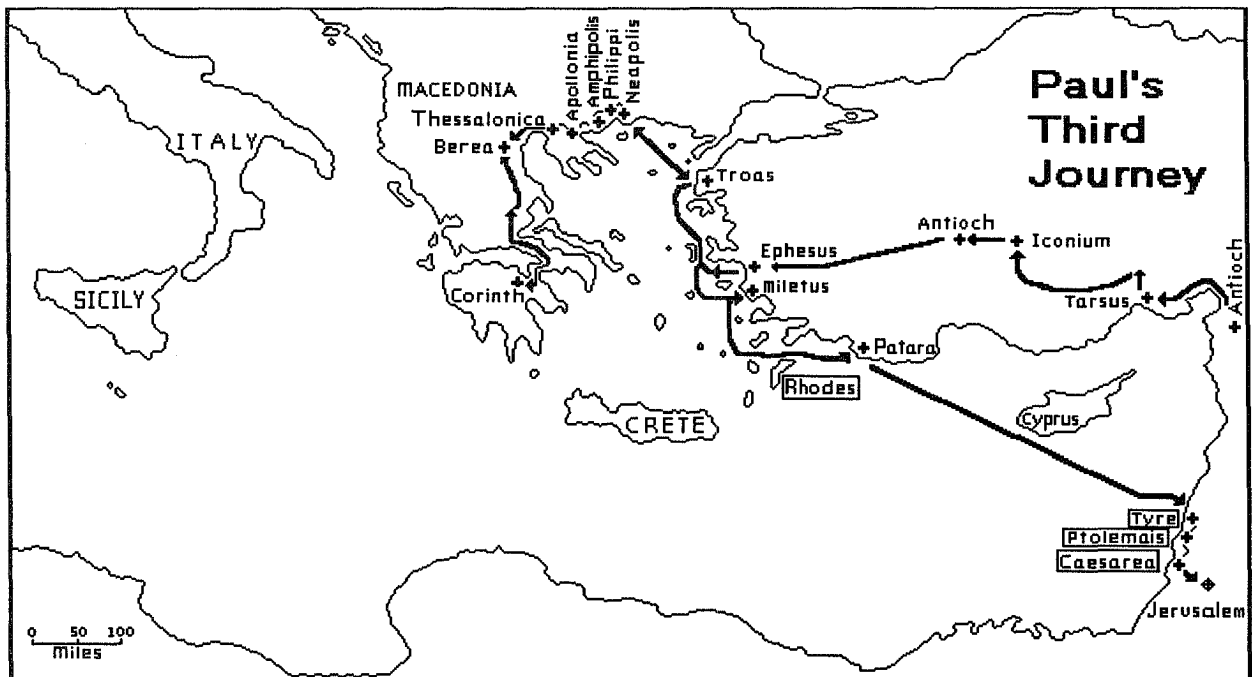 Paul's
Third
Journey
Apollonia
Amphipolis
Philippi
Neapolis
MACEDONIA
Thessalonica
Berea
ITALY
Troas
Antioch
Iconium
Ephesus
Miletus
SICILY
Corinth
Tarsus
Antioch
Patara
Rhodes
CRETE
Cyprus
Tyre
Ptolemais
Caesarea
Jerusalem
0 50 100
Miles